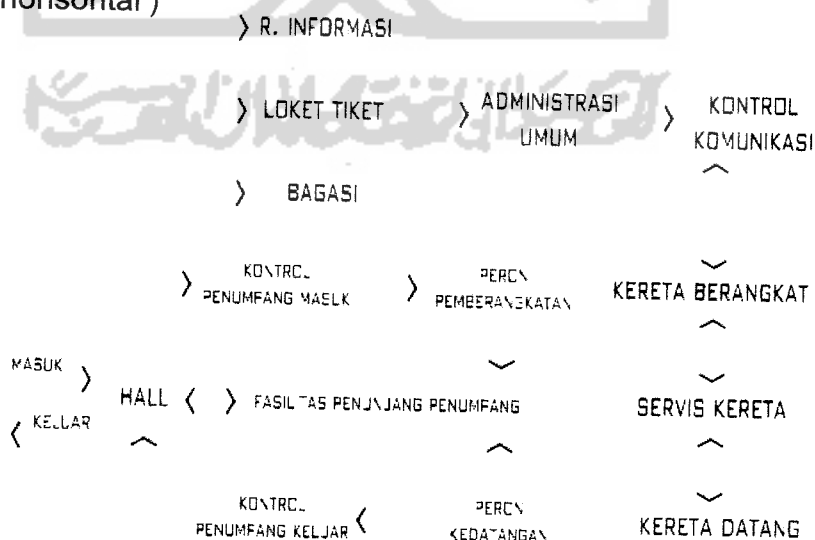 horisontal)
R. INFORMASI
LOKET TIKET
ADMINISTRASI
UMUM
KONTROL
KOMUNIKASI
BAGASI
KONTROL
PENUMPANG MASUK
PERON
PEMBERANGKATAN
KERETA BERANGKAT
MASUK
HALL
KELUAR
FASILITAS PENUNJANG PENUMPANG
SERVIS KERETA
KONTROL
PENUMPANG KELUAR
PERON
KEDATANGAN
KERETA DATANG